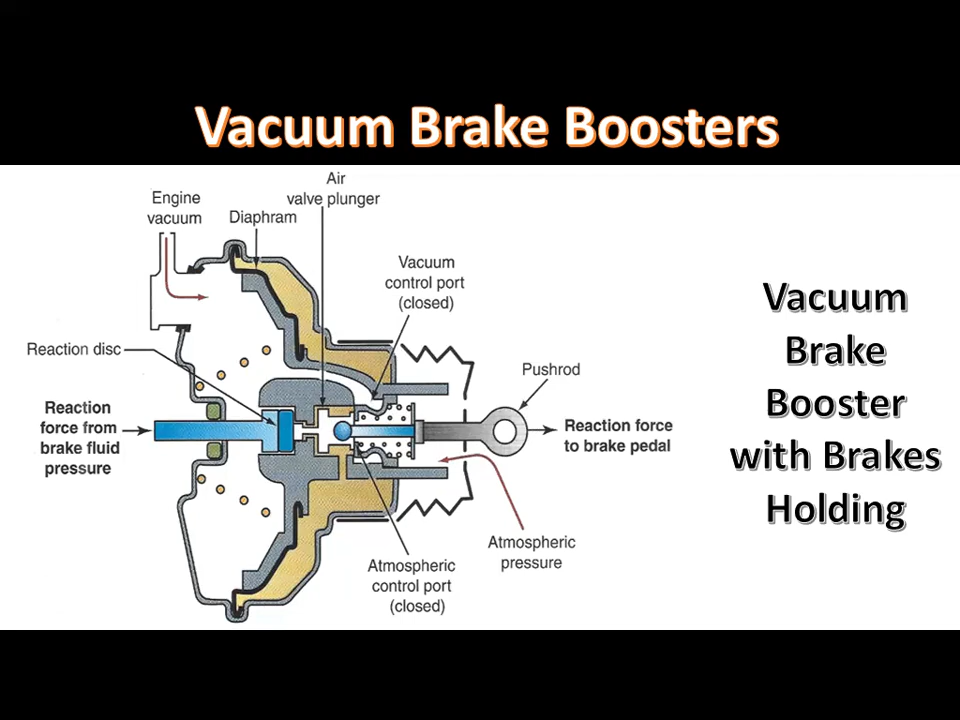 Vacuum Brake Boosters
Air
valve plunger
Engine
vacuum
Diaphram
Vacuum
control port
(closed)
Reaction disc
Pushrod
Reaction
force from
brake fluid
pressure
Reaction force
to brake pedal
Atmospheric
pressure
Atmospheric
control port
(closed)
Vacuum
Brake
Booster
with Brakes
Holding